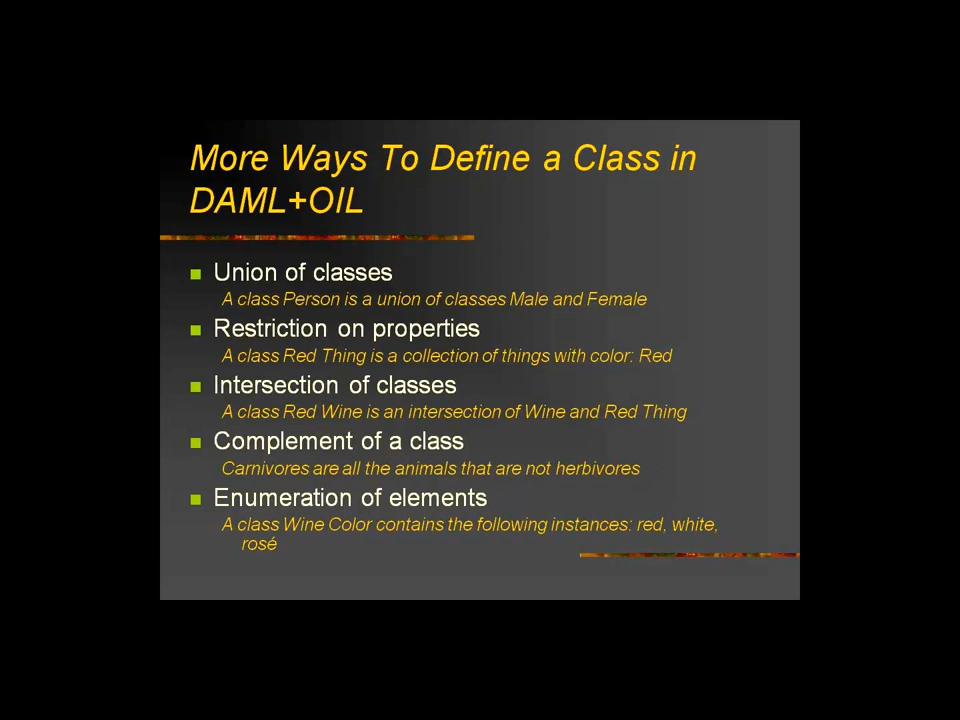 More Ways To Define a Class in
DAML+OIL
Union of classes
A class Person is a union of classes Male and Female
Restriction on properties
A class Red Thing is a collection of things with color: Red
Intersection of classes
A class Red Wine is an intersection of Wine and Red Thing
Complement of a class
Carnivores are all the animals that are not herbivores
Enumeration of elements
A class Wine Color contains the following instances: red, white,
rosé